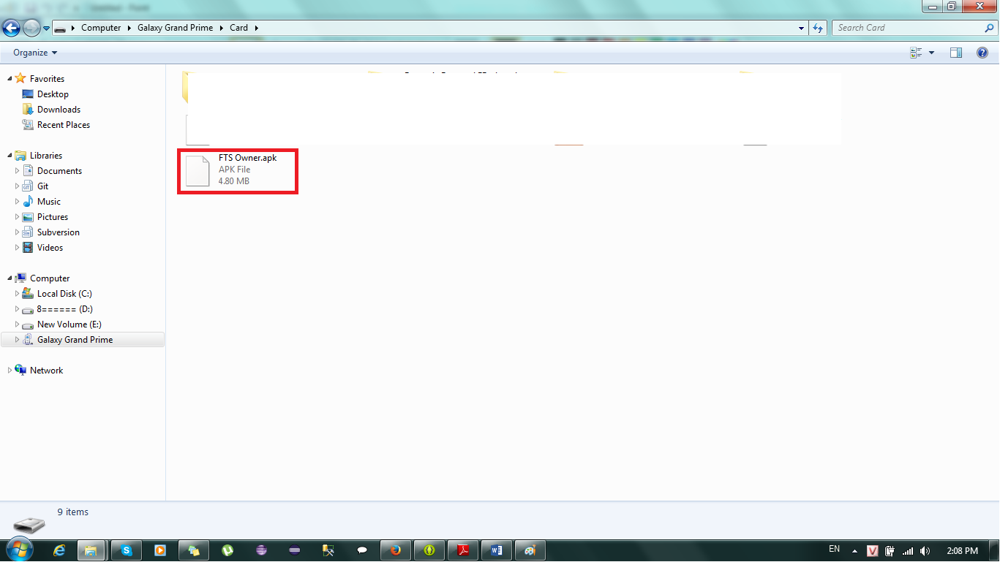 Computer Galaxy Grand Prime Card
Search Card
Organize
Favorites
Desktop
Downloads
Recent Places
Libraries
Documents
Git
Music
Pictures
Subversion
Videos
Computer
Local Disk (C:)
8====== (D:)
New Volume (E:)
Galaxy Grand Prime
Network
FTS Owner.apk
APK File
4.80 MB
9 items
EN
2:08 PM